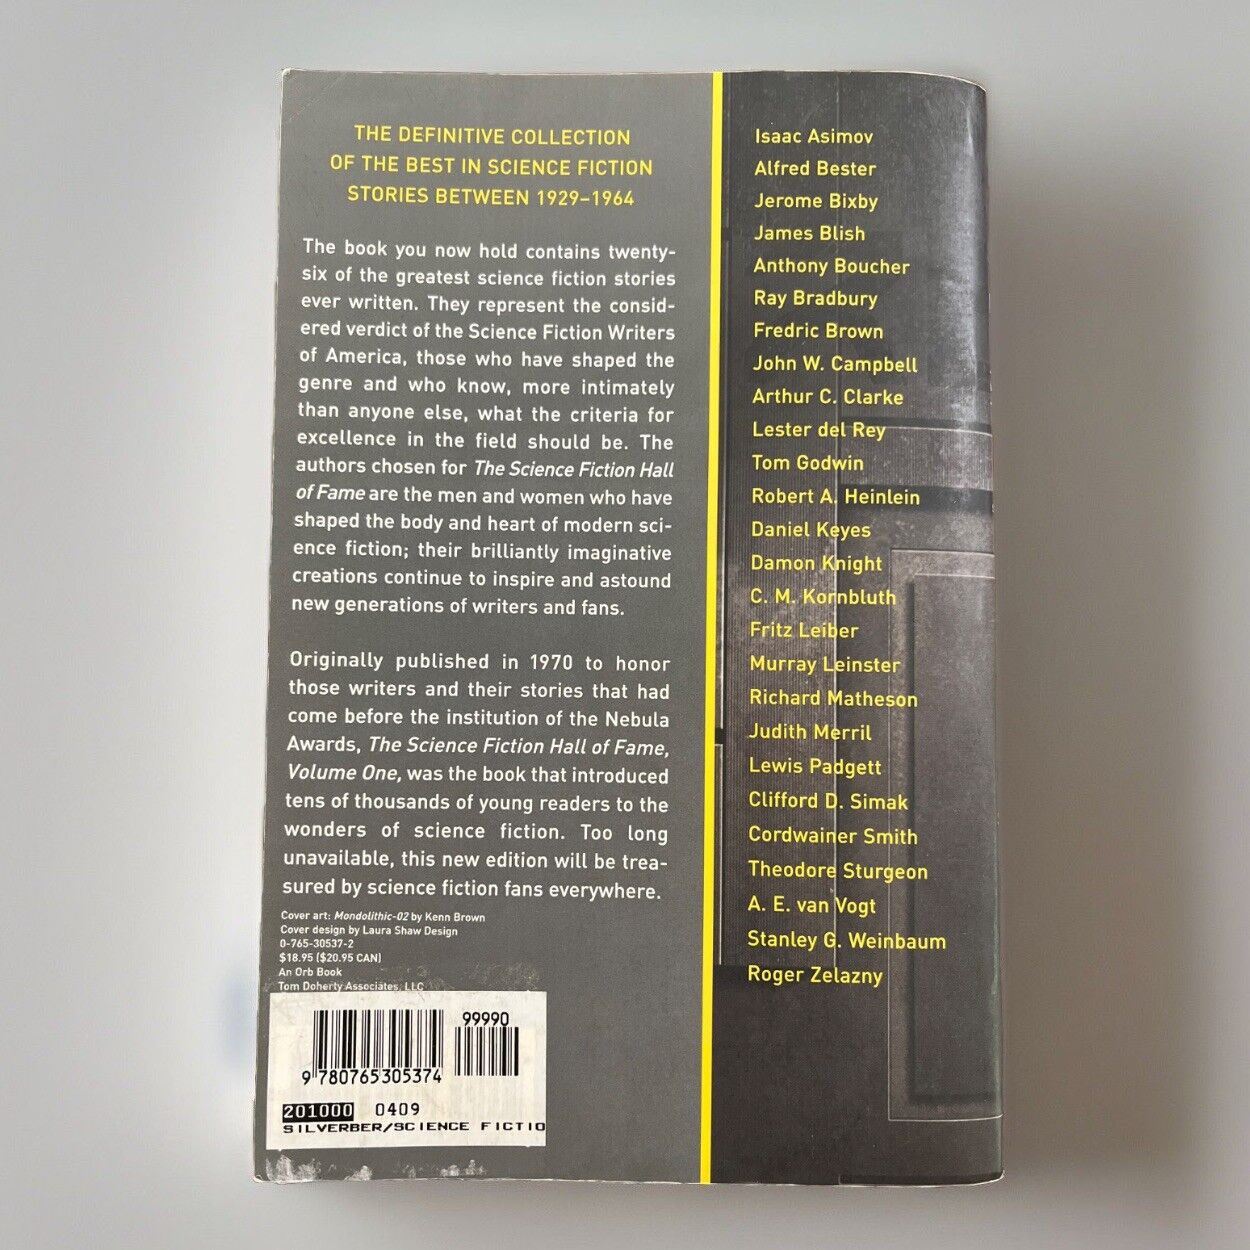 THE DEFINITIVE COLLECTION
OF THE BEST IN SCIENCE FICTION
STORIES BETWEEN 1929–1964
The book you now hold contains twenty-
six of the greatest science fiction stories
ever written. They represent the consid-
ered verdict of the Science Fiction Writers
of America, those who have shaped the
genre and who know, more intimately
than anyone else, what the criteria for
excellence in the field should be. The
authors chosen for The Science Fiction Hall
of Fame are the men and women who have
shaped the body and heart of modern sci-
ence fiction; their brilliantly imaginative
creations continue to inspire and astound
new generations of writers and fans.
Originally published in 1970 to honor
those writers and their stories that had
come before the institution of the Nebula
Awards, The Science Fiction Hall of Fame,
Volume One, was the book that introduced
tens of thousands of young readers to the
wonders of science fiction. Too long
unavailable, this new edition will be trea-
sured by science fiction fans everywhere.
Cover art: Mondolithic-02 by Kenn Brown
Cover design by Laura Shaw Design
0-765-30537-2
$18.95 ($20.95 CAN)
An Orb Book
Tom Doherty Associates, LLC
99990
9 780765305374
201000 0409
SILVERBER/SCIENCE FICTIO
Isaac Asimov
Alfred Bester
Jerome Bixby
James Blish
Anthony Boucher
Ray Bradbury
Fredric Brown
John W. Campbell
Arthur C. Clarke
Lester del Rey
Tom Godwin
Robert A. Heinlein
Daniel Keyes
Damon Knight
C. M. Kornbluth
Fritz Leiber
Murray Leinster
Richard Matheson
Judith Merril
Lewis Padgett
Clifford D. Simak
Cordwainer Smith
Theodore Sturgeon
A. E. van Vogt
Stanley G. Weinbaum
Roger Zelazny